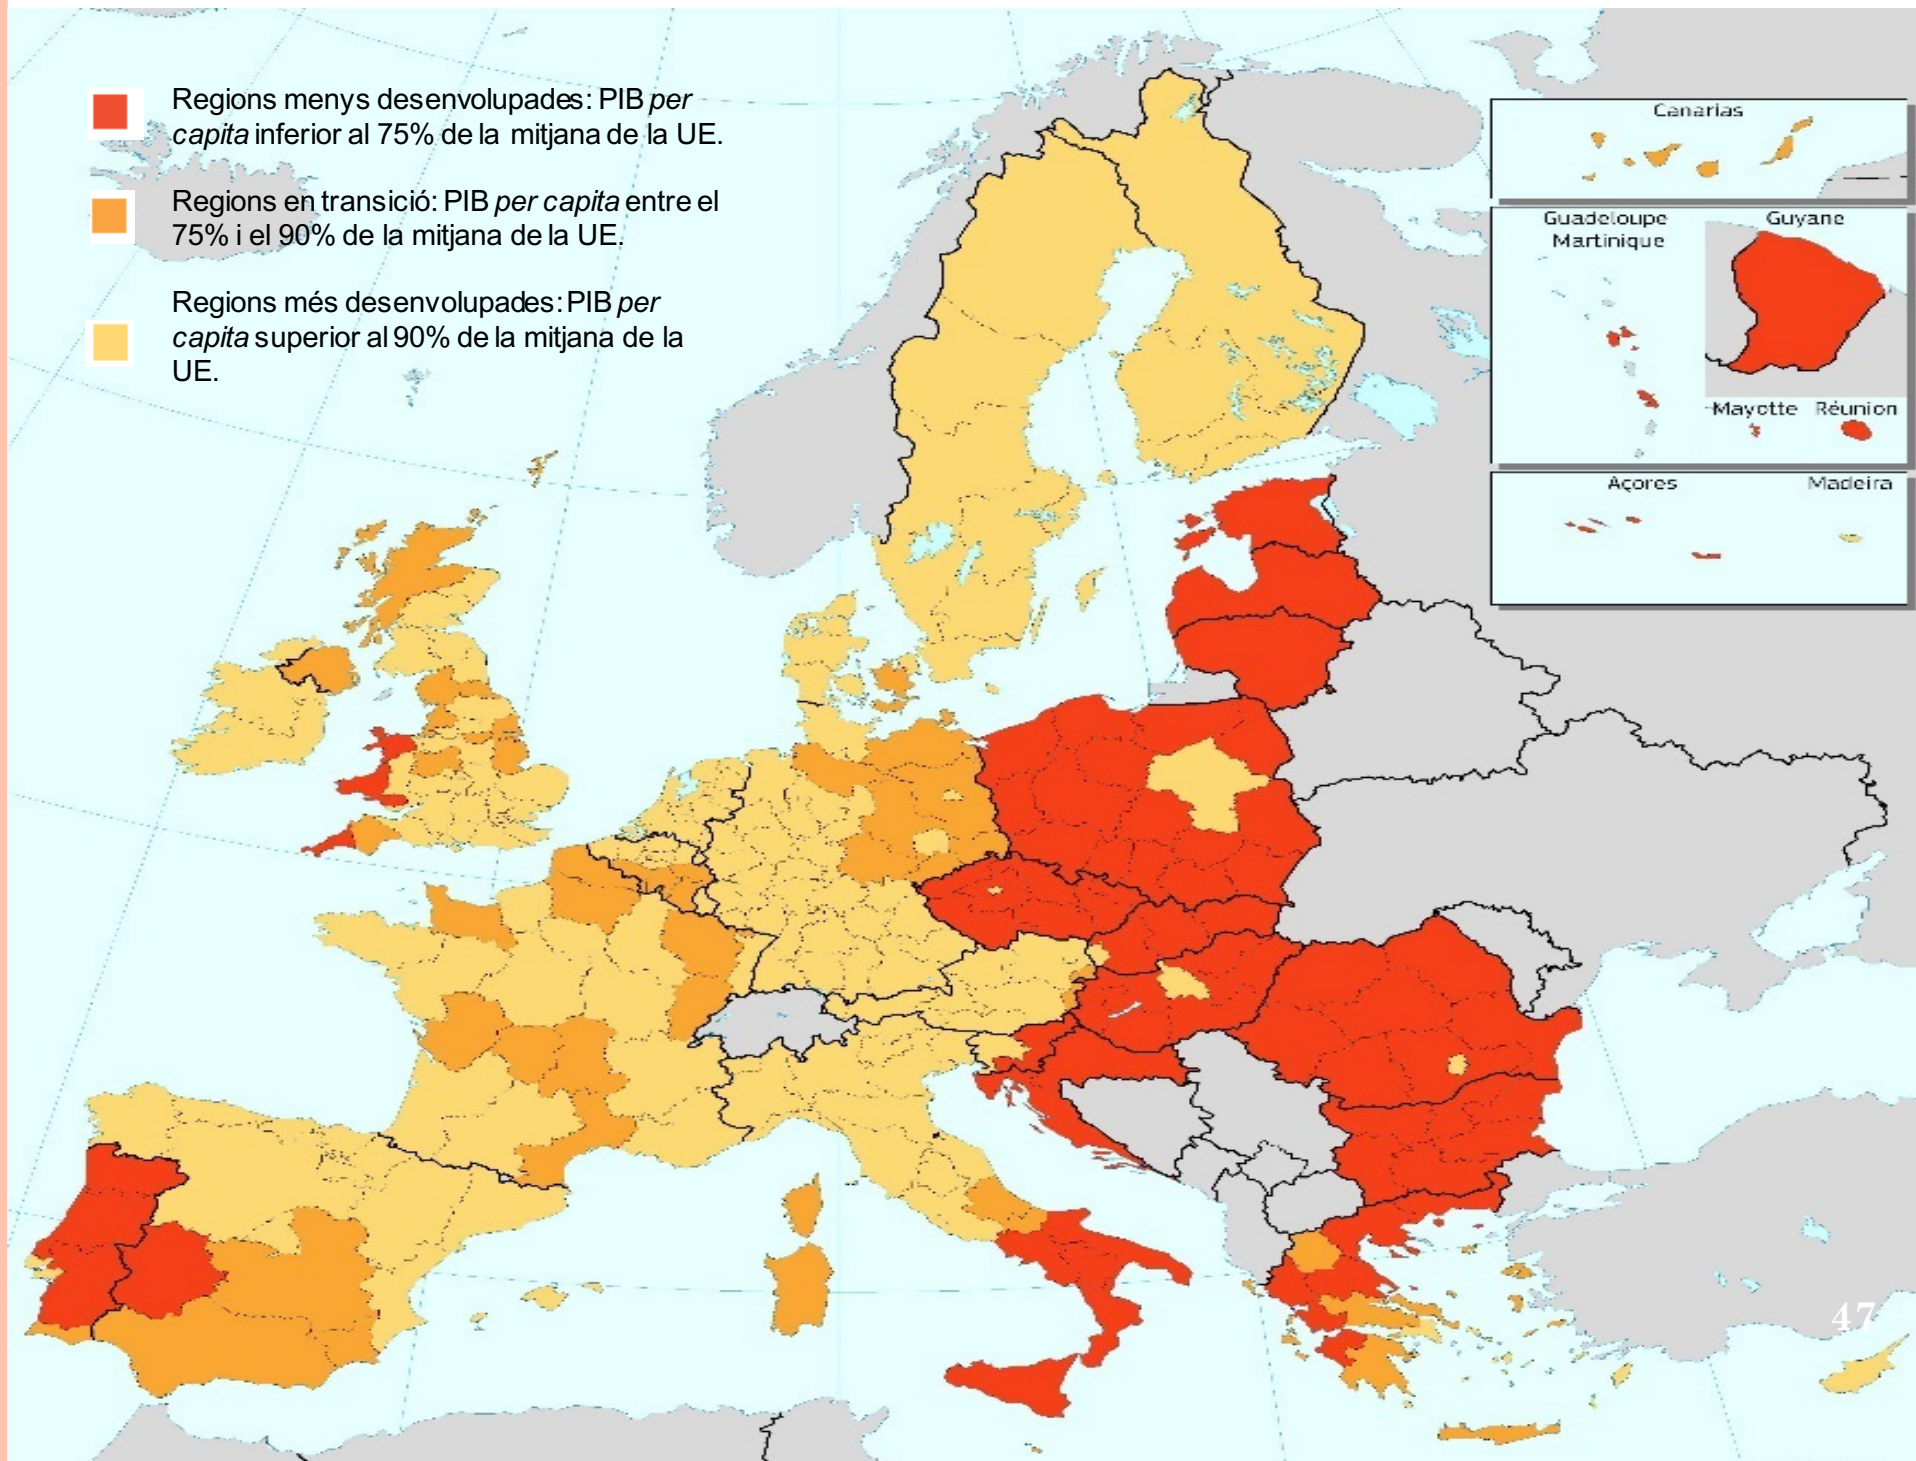 Regions menys desenvolupades: PIB per
capita inferior al 75% de la mitjana de la UE.
Regions en transició: PIB per capita entre el
75% i el 90% de la mitjana de la UE.
Regions més desenvolupades: PIB per
capita superior al 90% de la mitjana de la
UE.
Canarias
Guadeloupe
Martinique
Guyane
Mayotte
Réunion
Açores
Madeira
47